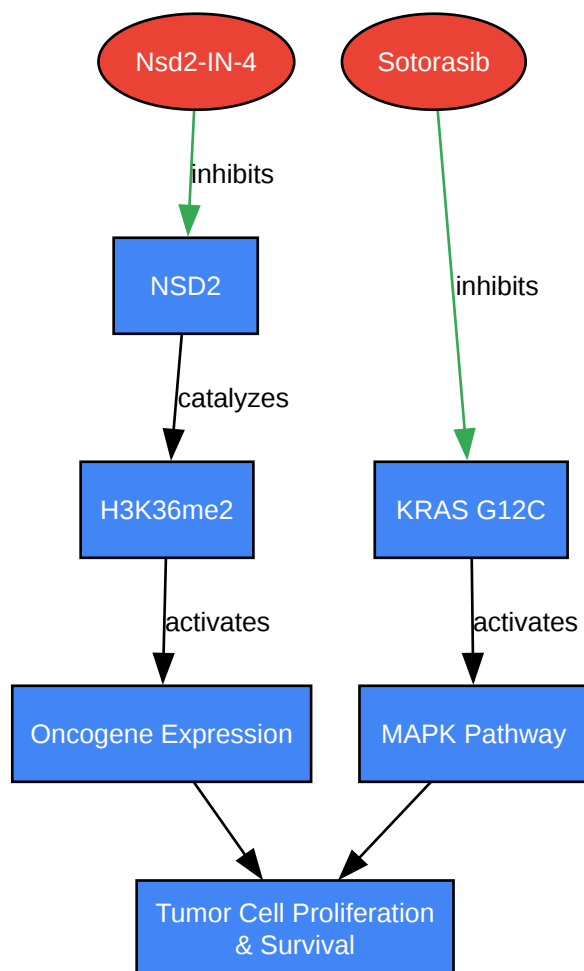 Nsd2-IN-4
Sotorasib
inhibits
NSD2
inhibits
catalyzes
H3K36me2
KRAS G12C
activates
activates
Oncogene Expression
MAPK Pathway
Tumor Cell Proliferation
& Survival